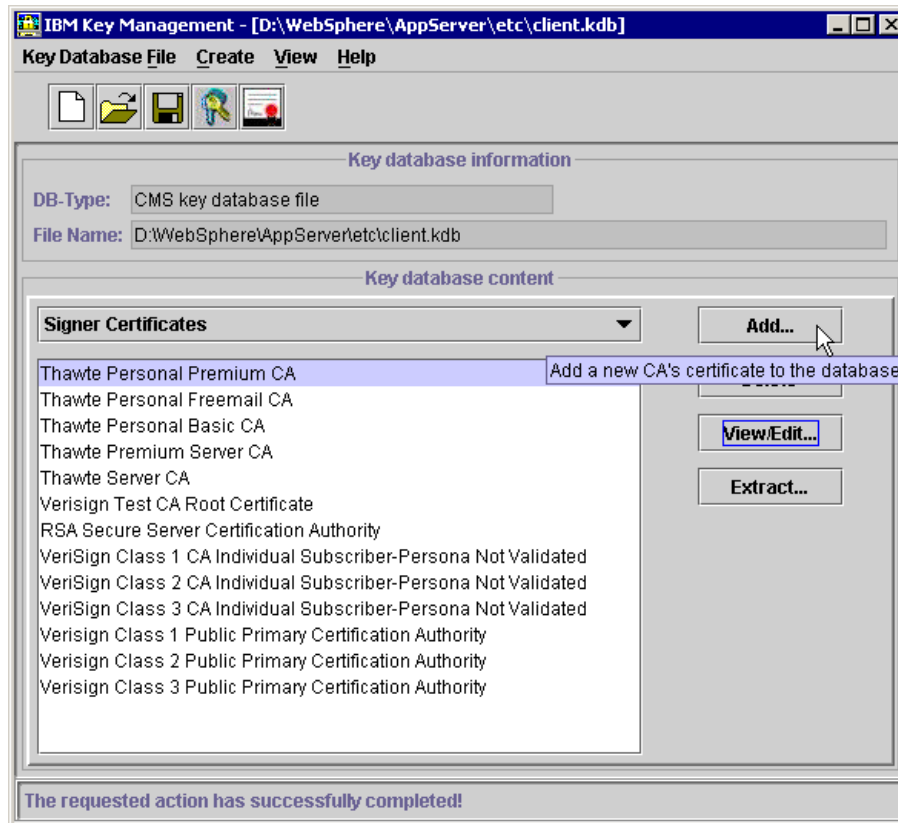 IBM Key Management - [D:\WebSphere\AppServer\etc\client.kdb]
Key Database File Create View Help
Key database information
DB-Type: CMS key database file
File Name: D:\WebSphere\AppServer\etc\client.kdb
Key database content
Signer Certificates
Add...
Thawte Personal Premium CA
Add a new CA's certificate to the database
Thawte Personal Freemail CA
Thawte Personal Basic CA
View/Edit...
Thawte Premium Server CA
Thawte Server CA
Extract...
Verisign Test CA Root Certificate
RSA Secure Server Certification Authority
VeriSign Class 1 CA Individual Subscriber-Persona Not Validated
VeriSign Class 2 CA Individual Subscriber-Persona Not Validated
VeriSign Class 3 CA Individual Subscriber-Persona Not Validated
Verisign Class 1 Public Primary Certification Authority
Verisign Class 2 Public Primary Certification Authority
Verisign Class 3 Public Primary Certification Authority
The requested action has successfully completed!